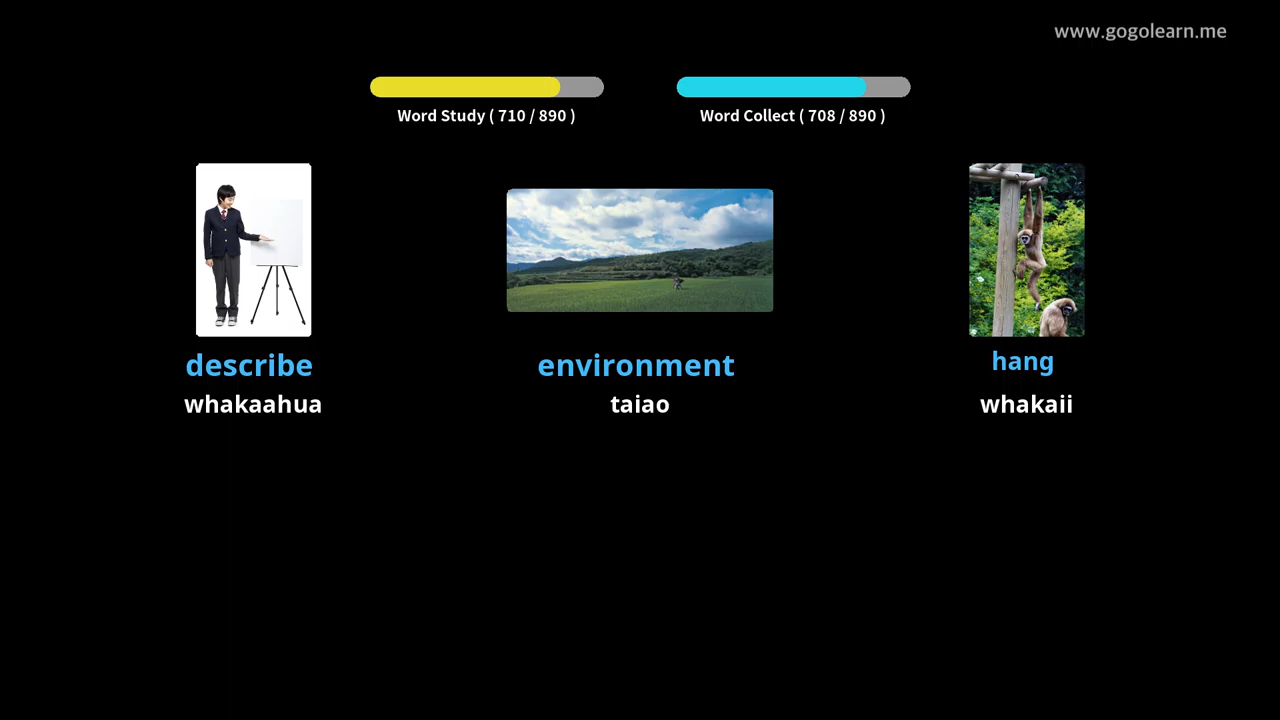 www.gogolearn.me
Word Study ( 710 / 890 )
Word Collect ( 708 / 890 )
describe
whakaahua
environment
taiao
hang
whakaii